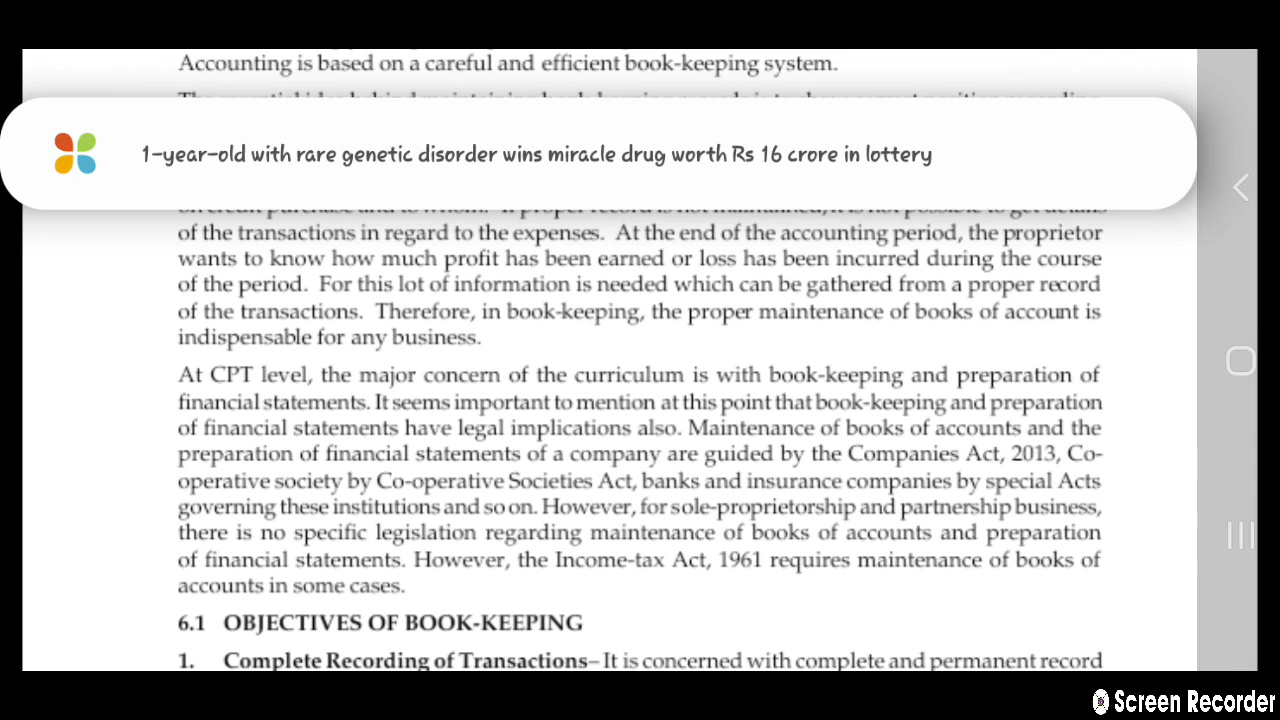 Accounting is based on a careful and efficient book-keeping system.
1-year-old with rare genetic disorder wins miracle drug worth Rs 16 crore in lottery
of the transactions in regard to the expenses. At the end of the accounting period, the proprietor
wants to know how much profit has been earned or loss has been incurred during the course
of the period. For this lot of information is needed which can be gathered from a proper record
of the transactions. Therefore, in book-keeping, the proper maintenance of books of account is
indispensable for any business.
At CPT level, the major concern of the curriculum is with book-keeping and preparation of
financial statements. It seems important to mention at this point that book-keeping and preparation
of financial statements have legal implications also. Maintenance of books of accounts and the
preparation of financial statements of a company are guided by the Companies Act, 2013, Co-
operative society by Co-operative Societies Act, banks and insurance companies by special Acts
governing these institutions and so on. However, for sole-proprietorship and partnership business,
there is no specific legislation regarding maintenance of books of accounts and preparation
of financial statements. However, the Income-tax Act, 1961 requires maintenance of books of
accounts in some cases.
6.1 OBJECTIVES OF BOOK-KEEPING
1. Complete Recording of Transactions– It is concerned with complete and permanent record
Screen Recorder